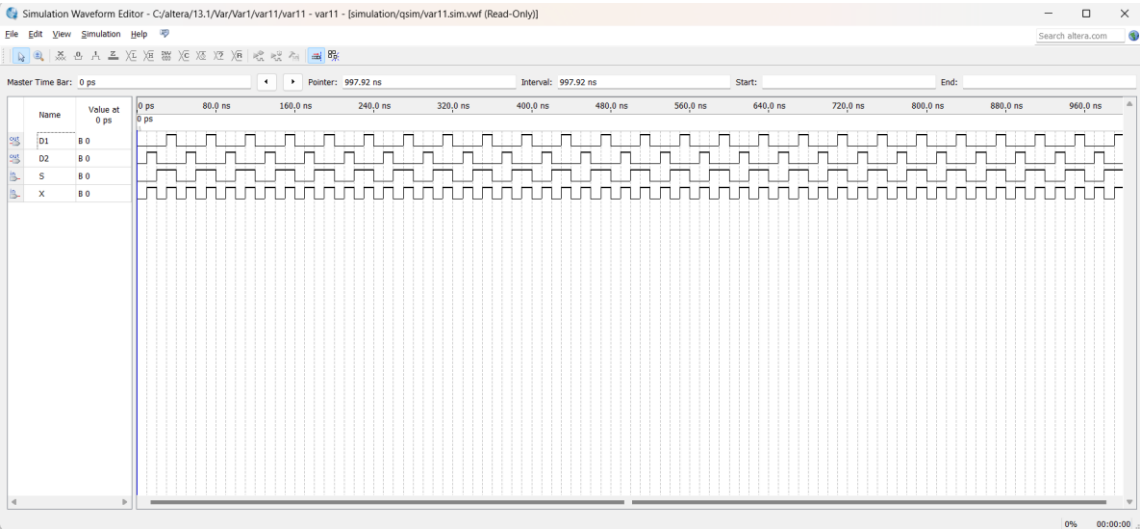 Simulation Waveform Editor - C:/altera/13.1/Var/Var1/var11/var11 - var11 - [simulation/qsim/var11.sim.vwf (Read-Only)]
File Edit View Simulation Help
Search altera.com
Master Time Bar: 0 ps Pointer: 997.92 ns Interval: 997.92 ns Start: End:
Name Value at 0 ps
0 ps 80.0 ns 160.0 ns 240.0 ns 320.0 ns 400.0 ns 480.0 ns 560.0 ns 640.0 ns 720.0 ns 800.0 ns 880.0 ns 960.0 ns
0 ps
D1 B 0
D2 B 0
S B 0
X B 0
0% 00:00:00